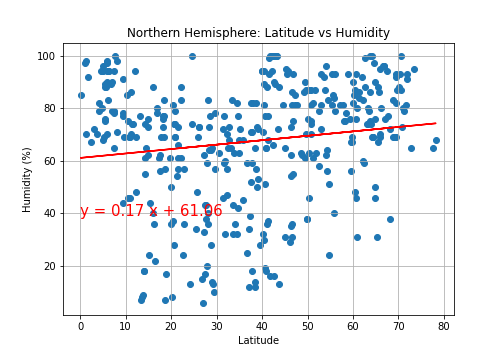 Northern Hemisphere: Latitude vs Humidity
100
80
60
40
20
Humidity (%)
y = 0.17 x + 61.06
0 10 20 30 40 50 60 70 80
Latitude